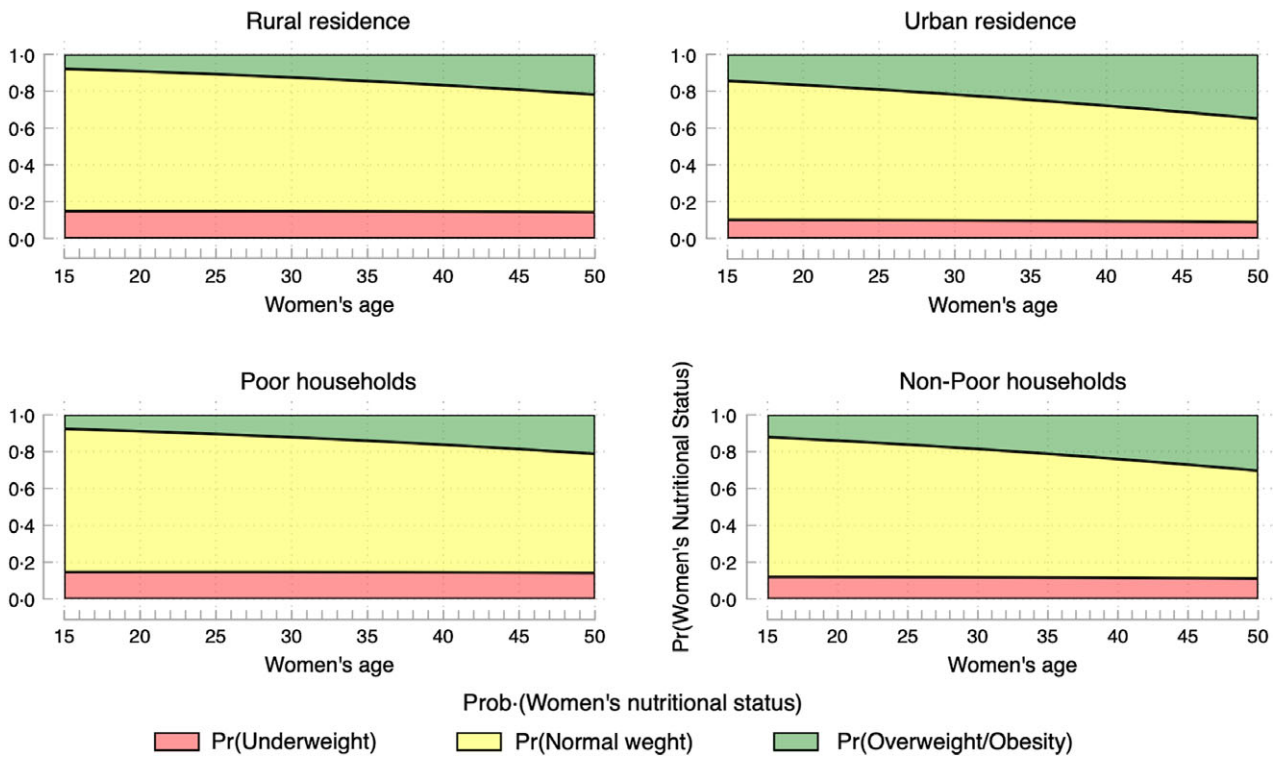 Rural residence
1·0
0·8
0·6
0·4
0·2
0·0
15 20 25 30 35 40 45 50
Women's age
Urban residence
1·0
0·8
0·6
0·4
0·2
0·0
15 20 25 30 35 40 45 50
Women's age
Poor households
1·0
0·8
0·6
0·4
0·2
0·0
15 20 25 30 35 40 45 50
Women's age
Non-Poor households
Pr(Women's Nutritional Status)
1·0
0·8
0·6
0·4
0·2
0·0
15 20 25 30 35 40 45 50
Women's age
Prob·(Women's nutritional status)
Pr(Underweight) Pr(Normal weght) Pr(Overweight/Obesity)